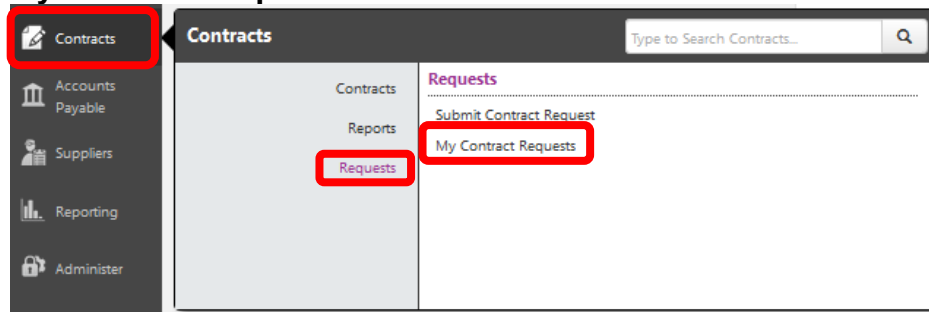 Contracts
Accounts
Payable
Suppliers
Reporting
Administer
Contracts
Type to Search Contracts...
Contracts
Reports
Requests
Requests
Submit Contract Request
My Contract Requests